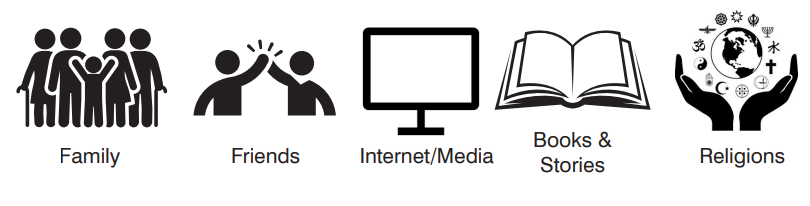 Family
Friends
Internet/Media
Books &
Stories
Religions